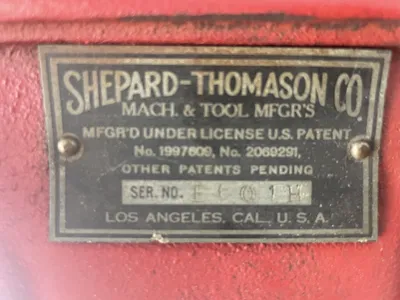 SHEPARD-THOMASON CO.
MACH. & TOOL MFGR'S
MFGR'D UNDER LICENSE U.S. PATENT
No. 1997609, No. 2069291,
OTHER PATENTS PENDING
SER. NO.
LOS ANGELES, CAL., U. S. A.